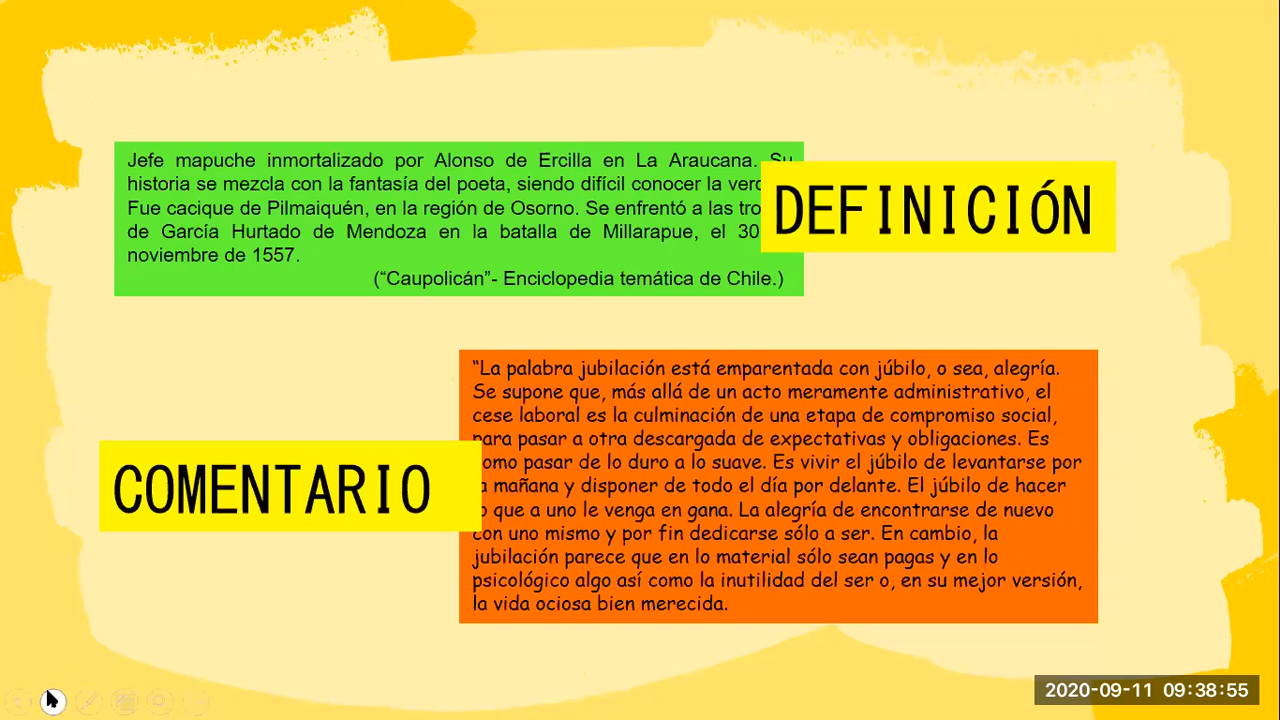 Jefe mapuche inmortalizado por Alonso de Ercilla en La Araucana. Su
historia se mezcla con la fantasía del poeta, siendo difícil conocer la
Fue cacique de Pilmaiquén, en la región de Osorno. Se enfrentó a las
de García Hurtado de Mendoza en la batalla de Millarapue, el 30
noviembre de 1557.
(“Caupolicán”- Enciclopedia temática de Chile.)
DEFINICIÓN
“La palabra jubilación está emparentada con júbilo, o sea, alegría.
Se supone que, más allá de un acto meramente administrativo, el
cese laboral es la culminación de una etapa de compromiso social,
para pasar a otra descargada de expectativas y obligaciones. Es
como pasar de lo duro a lo suave. Es vivir el júbilo de levantarse por
la mañana y disponer de todo el día por delante. El júbilo de hacer
lo que a uno le venga en gana. La alegría de encontrarse de nuevo
con uno mismo y por fin dedicarse sólo a ser. En cambio, la
jubilación parece que en lo material sólo sean pagas y en lo
psicológico algo así como la inutilidad del ser o, en su mejor versión,
la vida ociosa bien merecida.
COMENTARIO
2020-09-11 09:38:55